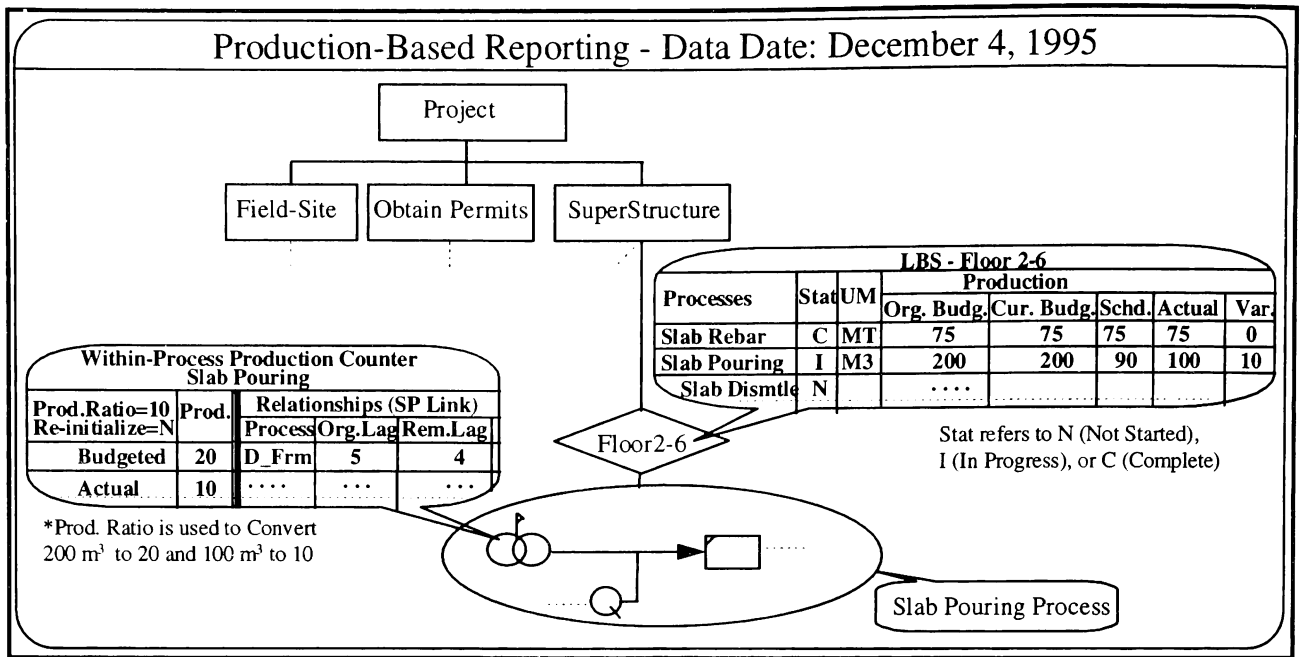 Production-Based Reporting - Data Date: December 4, 1995
Project
Field-Site
Obtain Permits
SuperStructure
LBS - Floor 2-6
Processes Stat UM Production
Org. Budg. Cur. Budg. Schd. Actual Var.
Slab Rebar C MT 75 75 75 75 0
Slab Pouring I M3 200 200 90 100 10
Slab Dismtle N ....
Within-Process Production Counter
Slab Pouring
Prod.Ratio=10 Prod. Relationships (SP Link)
Re-initialize=N Process Org.Lag Rem.Lag
Budgeted 20 D_Frm 5 4
Actual 10 .... ... ...
Floor2-6
Stat refers to N (Not Started),
I (In Progress), or C (Complete)
*Prod. Ratio is used to Convert
200 m³ to 20 and 100 m³ to 10
Slab Pouring Process